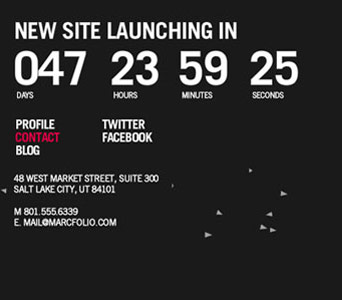 NEW SITE LAUNCHING IN
047 23 59 25
DAYS HOURS MINUTES SECONDS
PROFILE TWITTER
CONTACT FACEBOOK
BLOG
48 WEST MARKET STREET, SUITE 300
SALT LAKE CITY, UT 84101
M 801.555.6339
E. MAIL@MARCFOLIO.COM